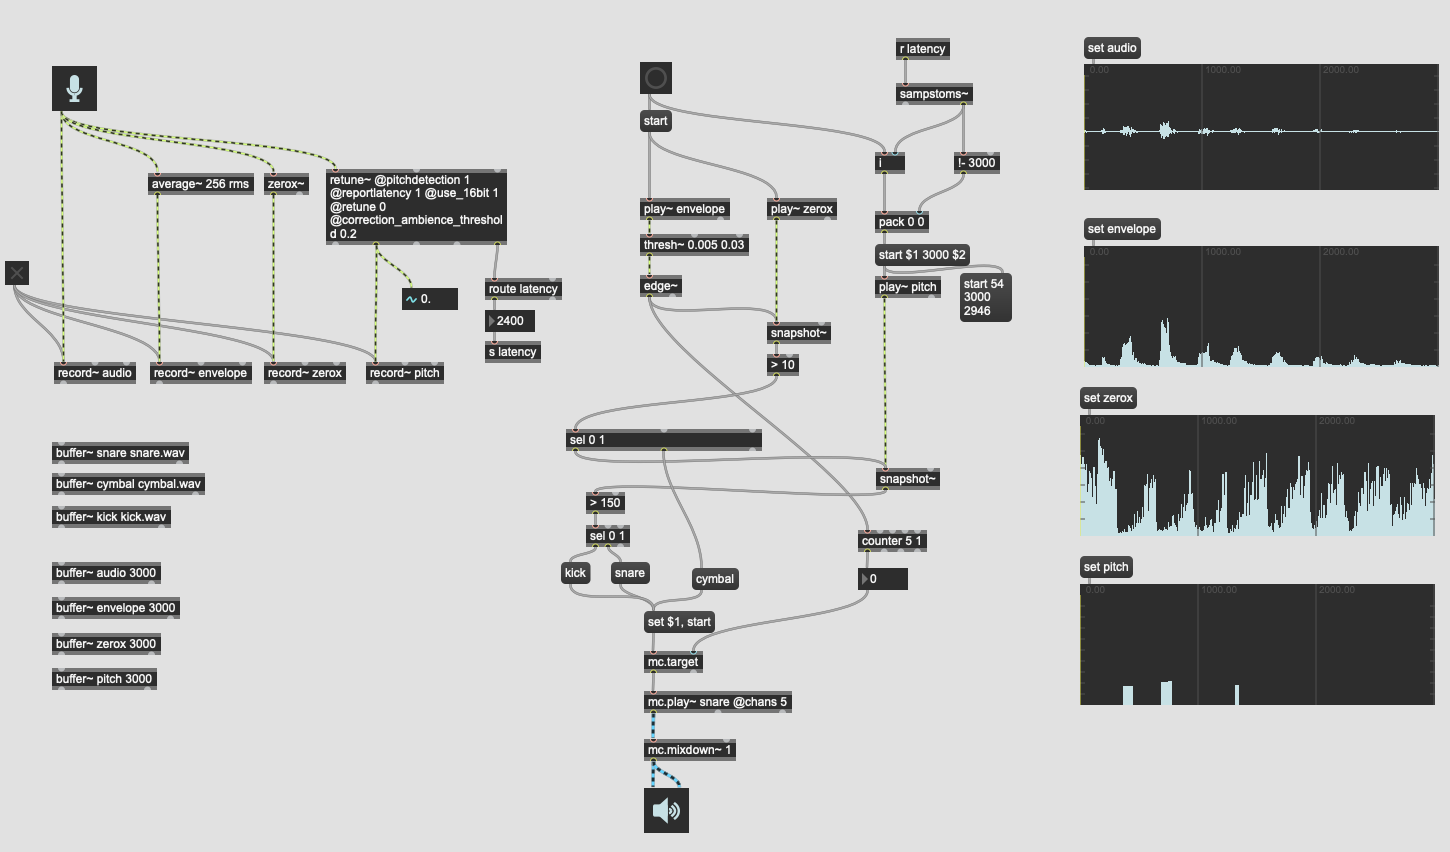 average~ 256 rms
zerox~
retune~ @pitchdetection 1
@reportlatency 1 @use_16bit 1
@retune 0
@correction_ambience_threshol
d 0.2
0.
route latency
2400
s latency
record~ audio
record~ envelope
record~ zerox
record~ pitch
buffer~ snare snare.wav
buffer~ cymbal cymbal.wav
buffer~ kick kick.wav
buffer~ audio 3000
buffer~ envelope 3000
buffer~ zerox 3000
buffer~ pitch 3000
start
r latency
sampstoms~
i
!- 3000
play~ envelope
play~ zerox
pack 0 0
thresh~ 0.005 0.03
start $1 3000 $2
edge~
play~ pitch
start 54
3000
2946
snapshot~
> 10
sel 0 1
snapshot~
> 150
sel 0 1
counter 5 1
kick
snare
cymbal
0
set $1, start
mc.target
mc.play~ snare @chans 5
mc.mixdown~ 1
set audio
0.00
1000.00
2000.00
set envelope
0.00
1000.00
2000.00
set zerox
0.00
1000.00
2000.00
set pitch
0.00
1000.00
2000.00